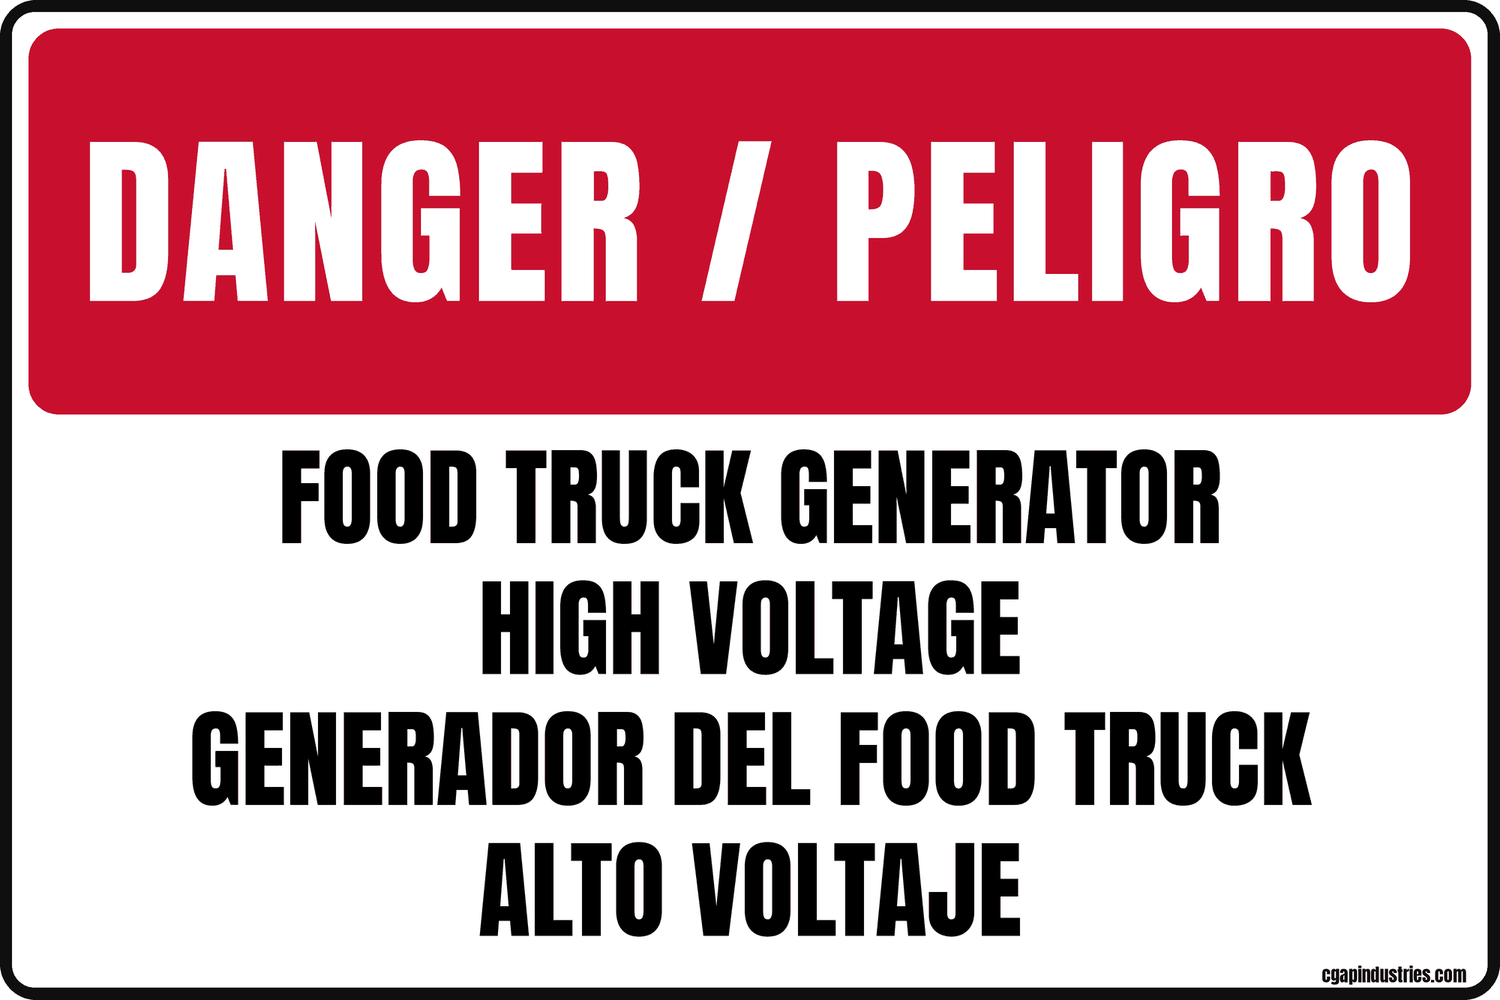 DANGER / PELIGRO
FOOD TRUCK GENERATOR
HIGH VOLTAGE
GENERADOR DEL FOOD TRUCK
ALTO VOLTAJE
cgapindustries.com